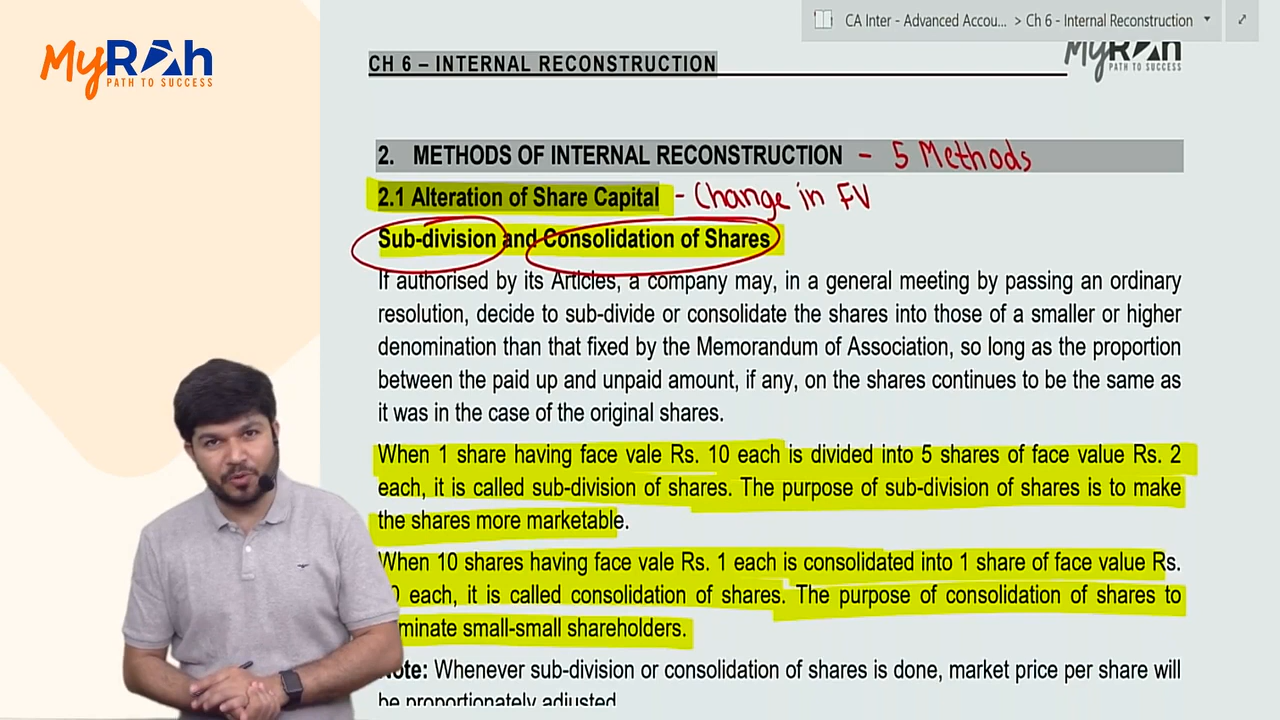 MyRAh
PATH TO SUCCESS
CA Inter - Advanced Accou... > Ch 6 - Internal Reconstruction
CH 6 – INTERNAL RECONSTRUCTION
MyRAh
PATH TO SUCCESS
2. METHODS OF INTERNAL RECONSTRUCTION - 5 Methods
2.1 Alteration of Share Capital - Change in FV
Sub-division and Consolidation of Shares
If authorised by its Articles, a company may, in a general meeting by passing an ordinary
resolution, decide to sub-divide or consolidate the shares into those of a smaller or higher
denomination than that fixed by the Memorandum of Association, so long as the proportion
between the paid up and unpaid amount, if any, on the shares continues to be the same as
it was in the case of the original shares.
When 1 share having face vale Rs. 10 each is divided into 5 shares of face value Rs. 2
each, it is called sub-division of shares. The purpose of sub-division of shares is to make
the shares more marketable.
When 10 shares having face vale Rs. 1 each is consolidated into 1 share of face value Rs.
0 each, it is called consolidation of shares. The purpose of consolidation of shares to
minate small-small shareholders.
Note: Whenever sub-division or consolidation of shares is done, market price per share will
be proportionately adjusted